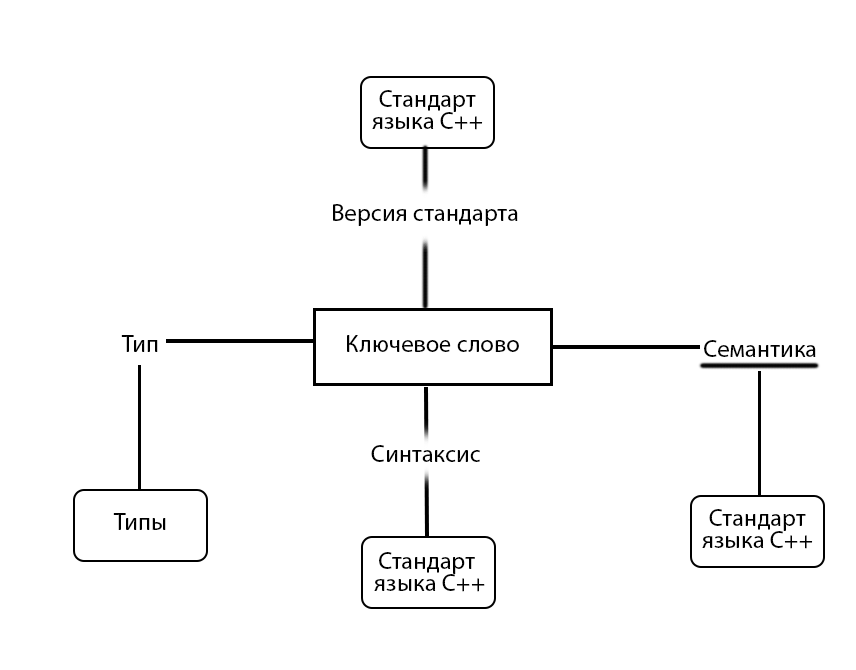 Стандарт
языка C++
Версия стандарта
Тип
Ключевое слово
Семантика
Синтаксис
Типы
Стандарт
языка C++
Стандарт
языка C++